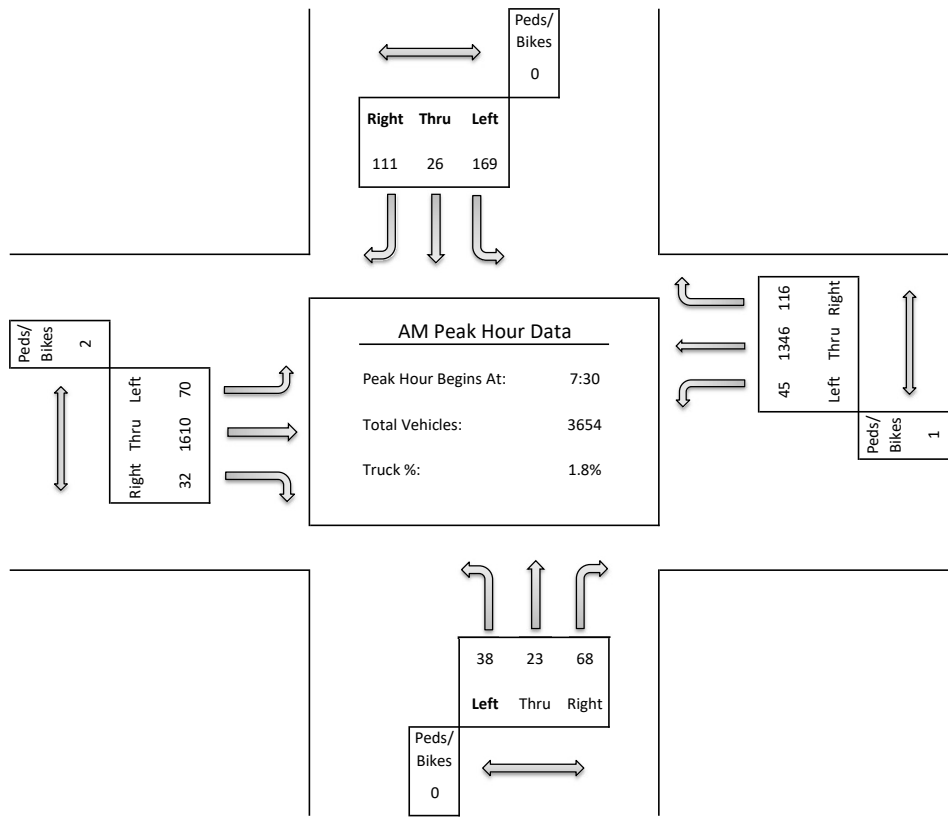 Peds/
Bikes
0
Right Thru Left
111 26 169
Peds/
Bikes
2
Left 70
Thru 1610
Right 32
AM Peak Hour Data
Peak Hour Begins At: 7:30
Total Vehicles: 3654
Truck %: 1.8%
116 Right
1346 Thru
45 Left
Peds/
Bikes
1
38 23 68
Left Thru Right
Peds/
Bikes
0